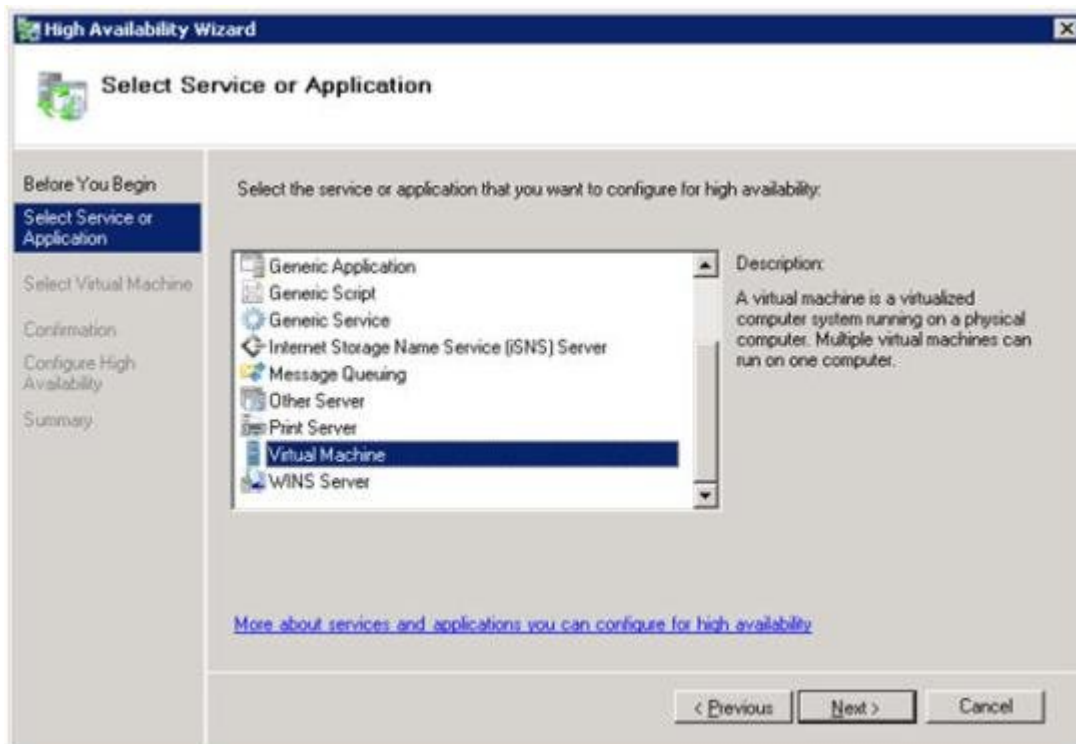 High Availability Wizard
Select Service or Application
Before You Begin
Select Service or
Application
Select Virtual Machine
Confirmation
Configure High
Availability
Summary
Select the service or application that you want to configure for high availability:
Generic Application
Generic Script
Generic Service
Internet Storage Name Service (iSNS) Server
Message Queuing
Other Server
Print Server
Virtual Machine
WINS Server
Description:
A virtual machine is a virtualized
computer system running on a physical
computer. Multiple virtual machines can
run on one computer.
More about services and applications you can configure for high availability
< Previous
Next >
Cancel